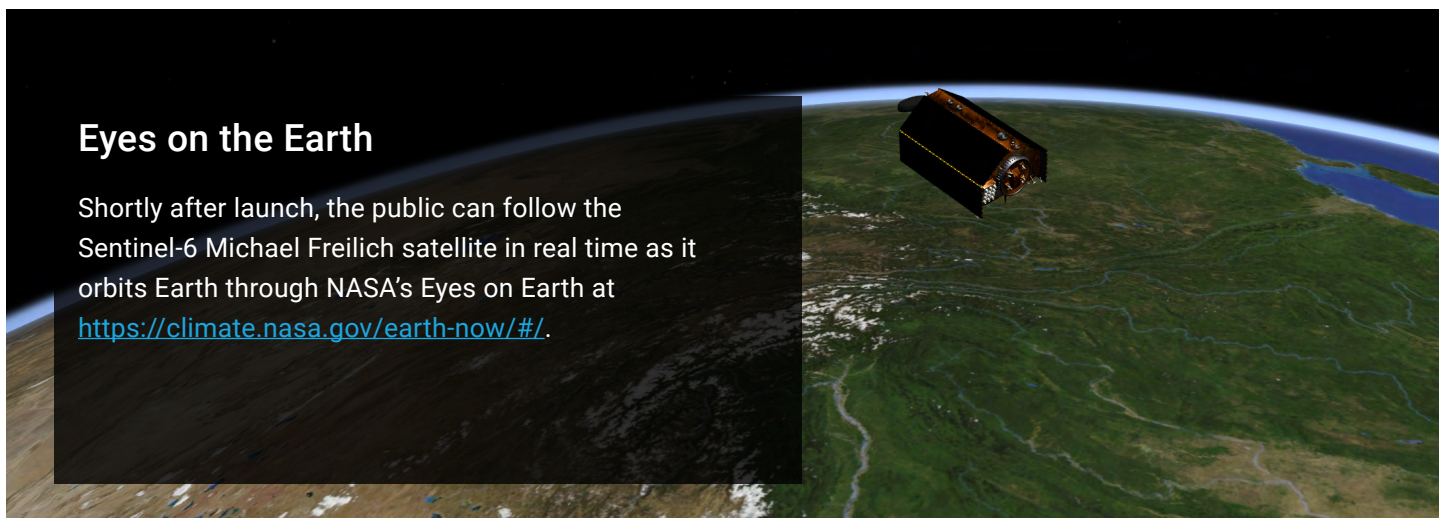 Eyes on the Earth
Shortly after launch, the public can follow the
Sentinel-6 Michael Freilich satellite in real time as it
orbits Earth through NASA’s Eyes on Earth at
https://climate.nasa.gov/earth-now/#/.